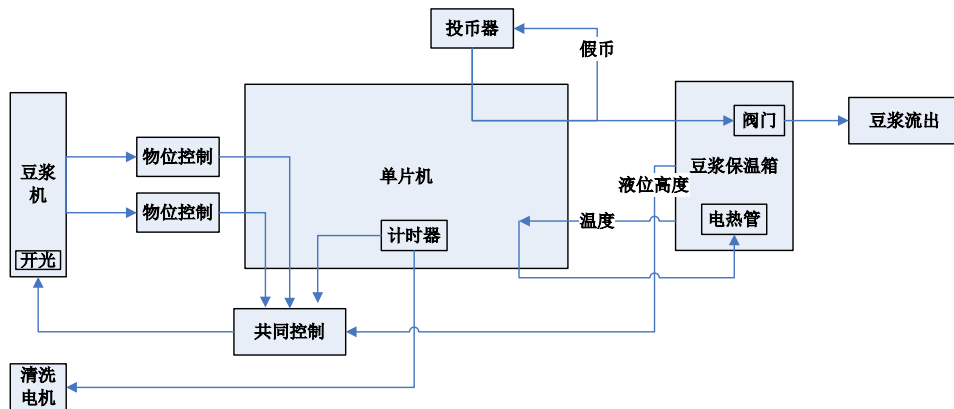 投币器
假币
豆浆
机
开光
物位控制
物位控制
单片机
计时器
阀门
豆浆保温箱
液位高度
温度
电热管
豆浆流出
共同控制
清洗
电机